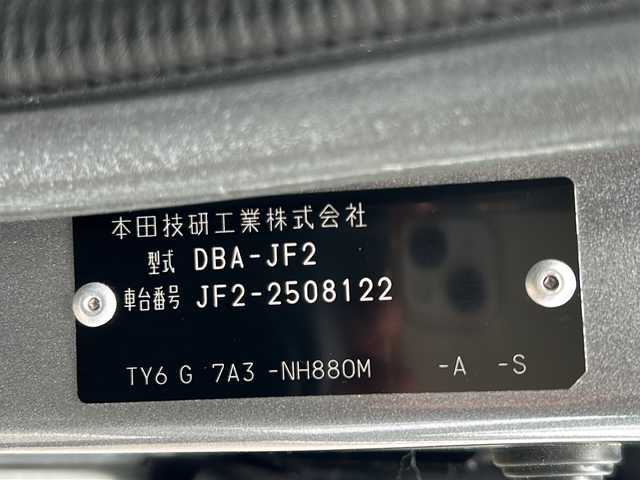 本田技研工業株式会社
型式 DBA-JF2
車台番号 JF2-2508122
TY6 G 7A3 -NH880M -A -S